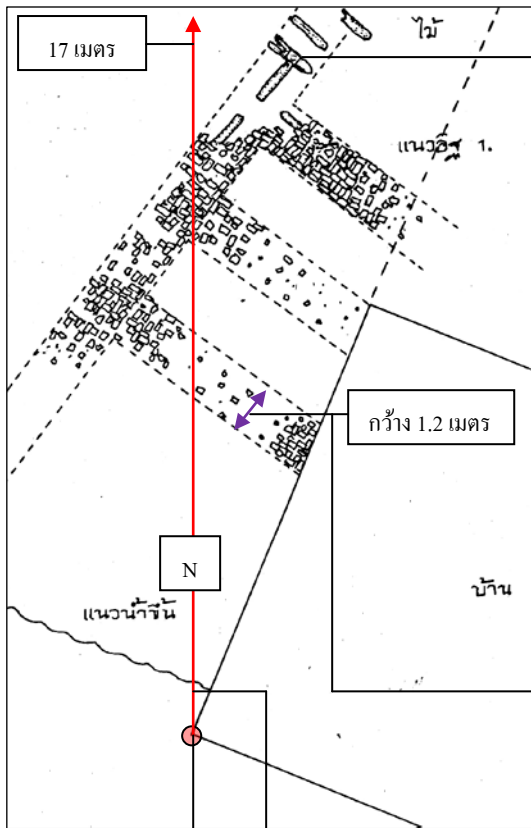 ไม้
17 เมตร
แนวอิฐ 1.
กว้าง 1.2 เมตร
N
บ้าน
แนวน้ำขึ้น